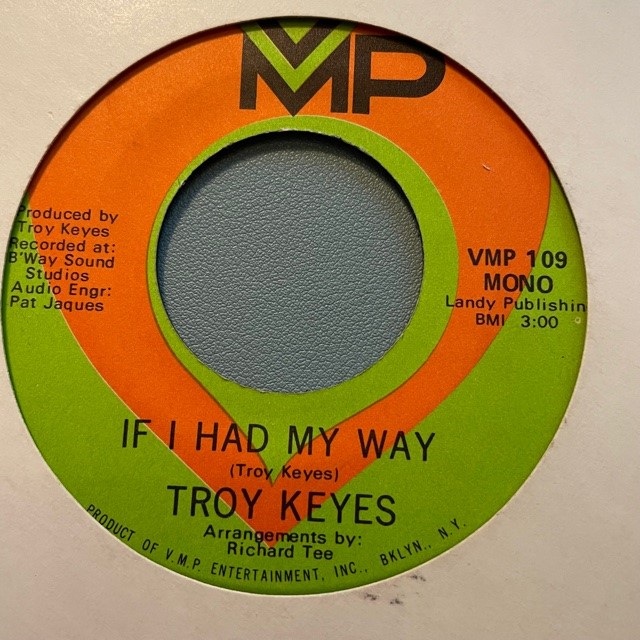 VMP
Produced by
Troy Keyes
Recorded at:
B'Way Sound
Studios
Audio Engr:
Pat Jaques
VMP 109
MONO
Landy Publishin
BMI 3:00
IF I HAD MY WAY
(Troy Keyes)
TROY KEYES
Arrangements by:
Richard Tee
PRODUCT OF V.M.P. ENTERTAINMENT, INC., BKLYN., N.Y.